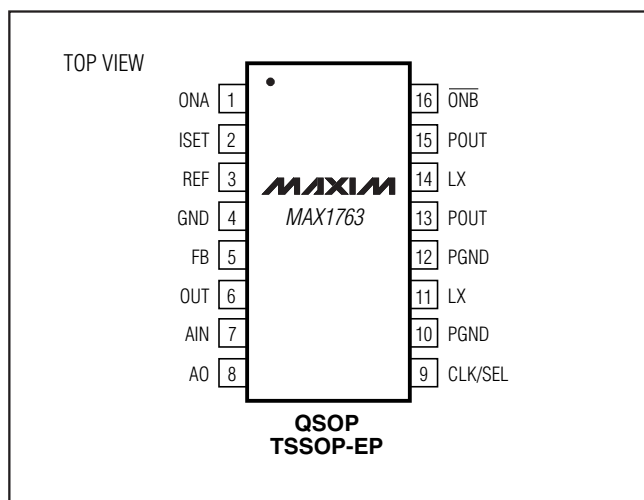 TOP VIEW
ONA 1
ISET 2
REF 3
GND 4
FB 5
OUT 6
AIN 7
AO 8
MAXIM
MAX1763
16 ONB
15 POUT
14 LX
13 POUT
12 PGND
11 LX
10 PGND
9 CLK/SEL
QSOP
TSSOP-EP